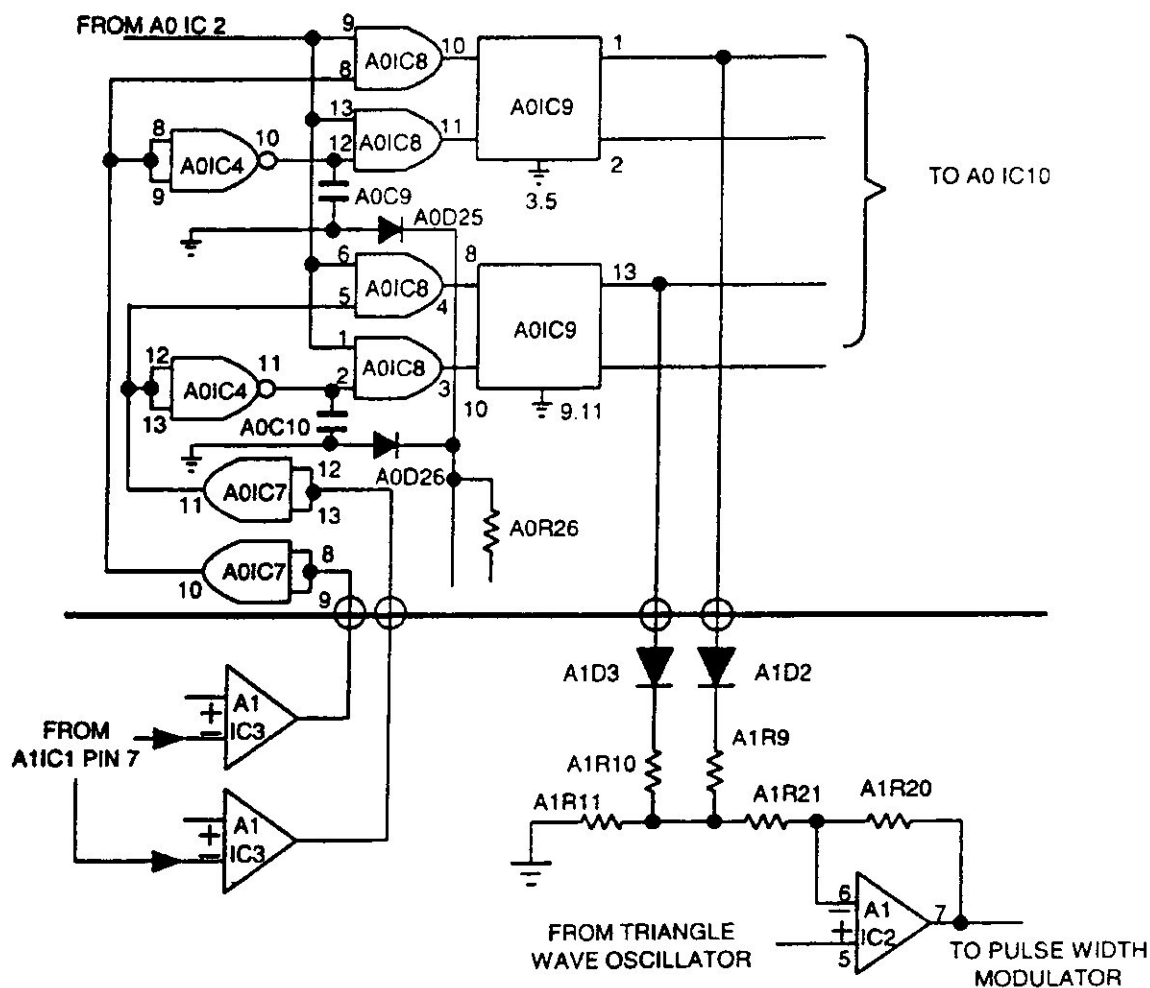 FROM A0 IC 2
9
A0IC8
10
8
1
A0IC9
13
A0IC8
11
12
2
3.5
8
A0IC4
10
9
A0C9
TO A0 IC10
A0D25
6
A0IC8
5
4
8
A0IC9
13
1
A0IC8
2
3
10
9.11
12
A0IC4
11
13
A0C10
A0D26
A0IC7
12
11
13
A0R26
A0IC7
8
10
9
A1D3
A1D2
A1
+
IC3
–
FROM
A1IC1 PIN 7
A1R9
A1R10
A1R11
A1R21
A1R20
A1
+
IC3
–
6
–
A1
7
+
IC2
5
FROM TRIANGLE
WAVE OSCILLATOR
TO PULSE WIDTH
MODULATOR